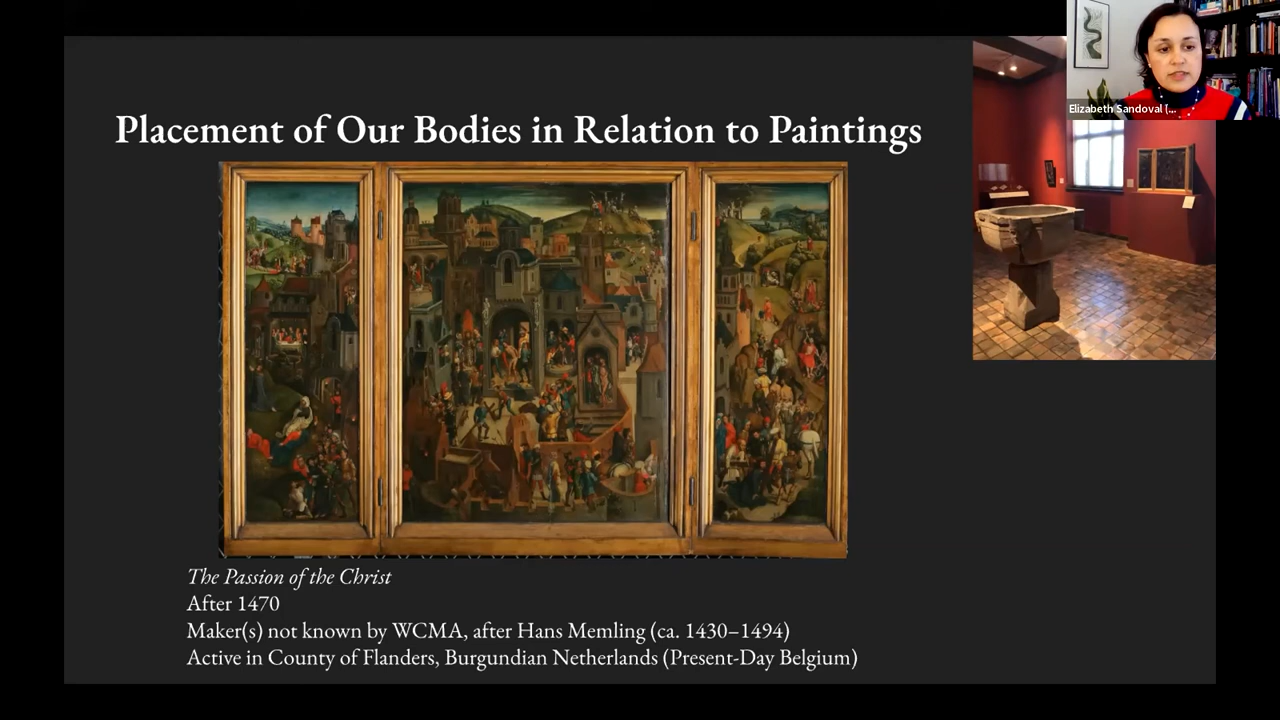 Elizabeth Sandoval (...
Placement of Our Bodies in Relation to Paintings
The Passion of the Christ
After 1470
Maker(s) not known by WCMA, after Hans Memling (ca. 1430–1494)
Active in County of Flanders, Burgundian Netherlands (Present-Day Belgium)